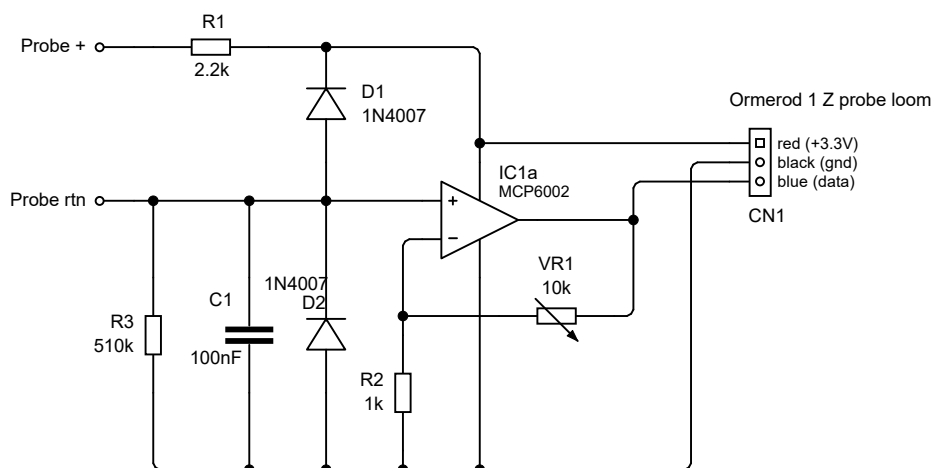 R1
Probe +
2.2k
D1
1N4007
Ormerod 1 Z probe loom
red (+3.3V)
black (gnd)
blue (data)
CN1
IC1a
MCP6002
Probe rtn
+
−
VR1
10k
1N4007
D2
C1
100nF
R3
510k
R2
1k